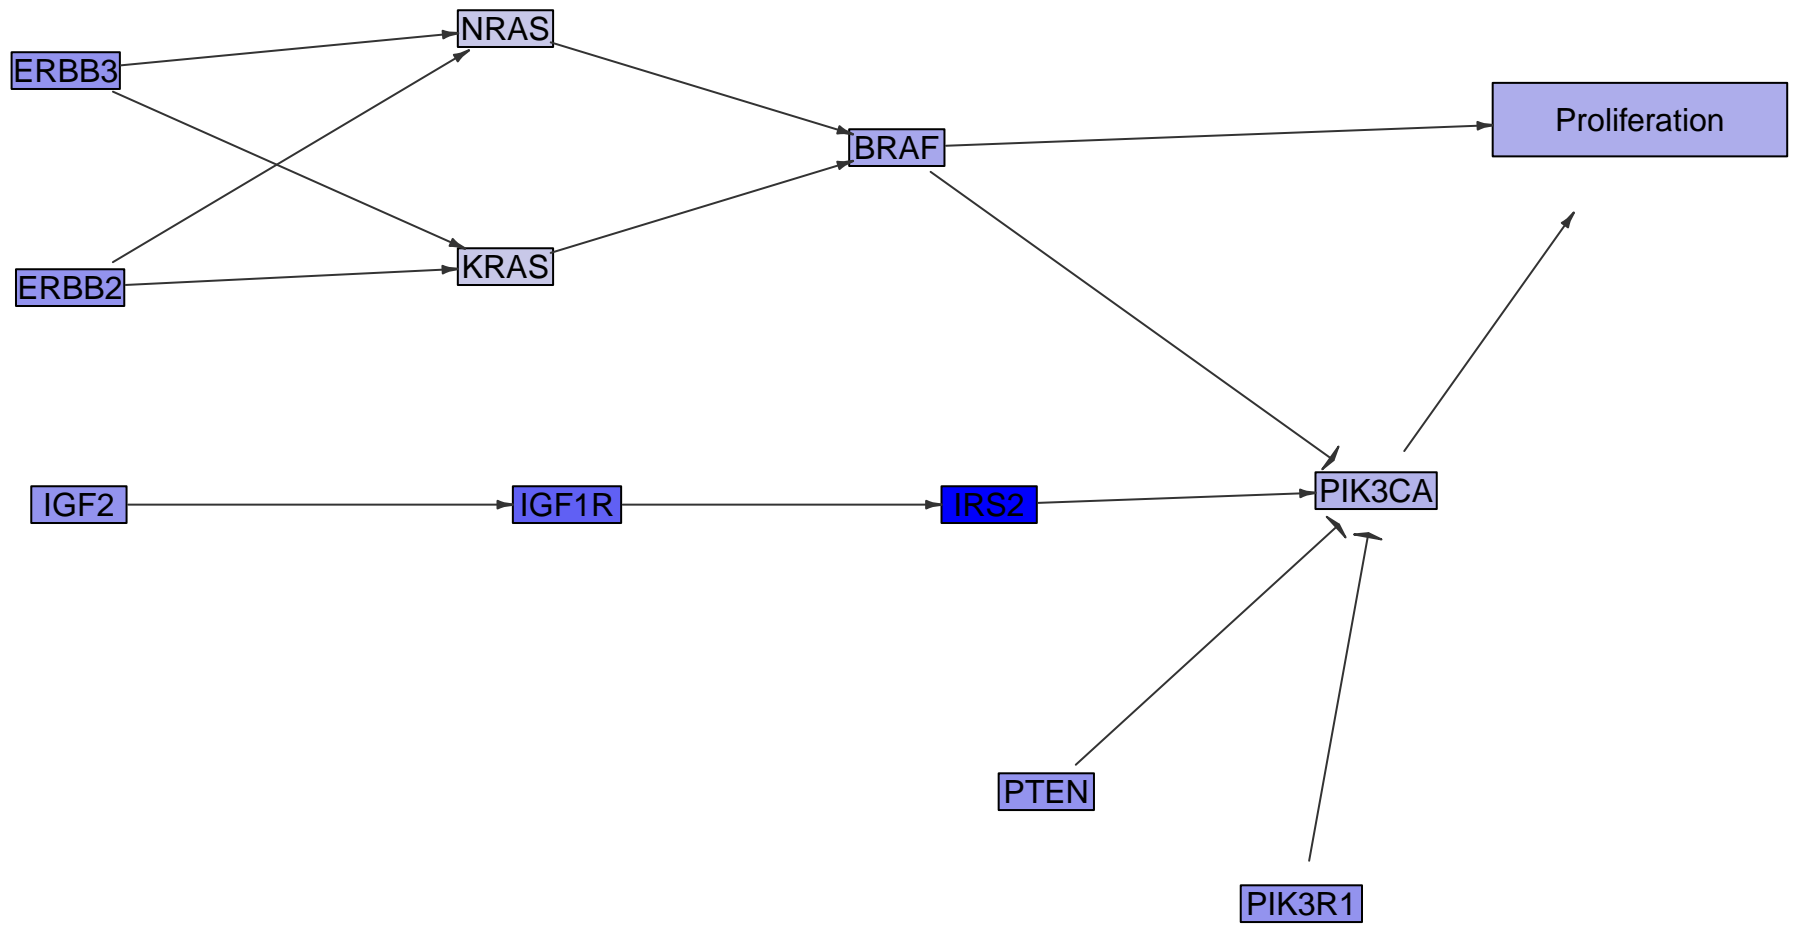 NRAS
ERBB3
Proliferation
BRAF
KRAS
ERBB2
IGF2
IGF1R
IRS2
PIK3CA
PTEN
PIK3R1